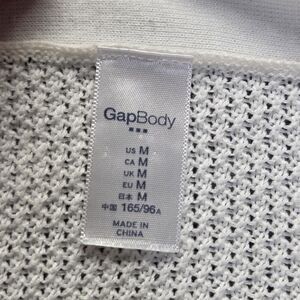 GapBody
US M
CA M
UK M
EU M
日本 M
中国 165/96A
MADE IN
CHINA